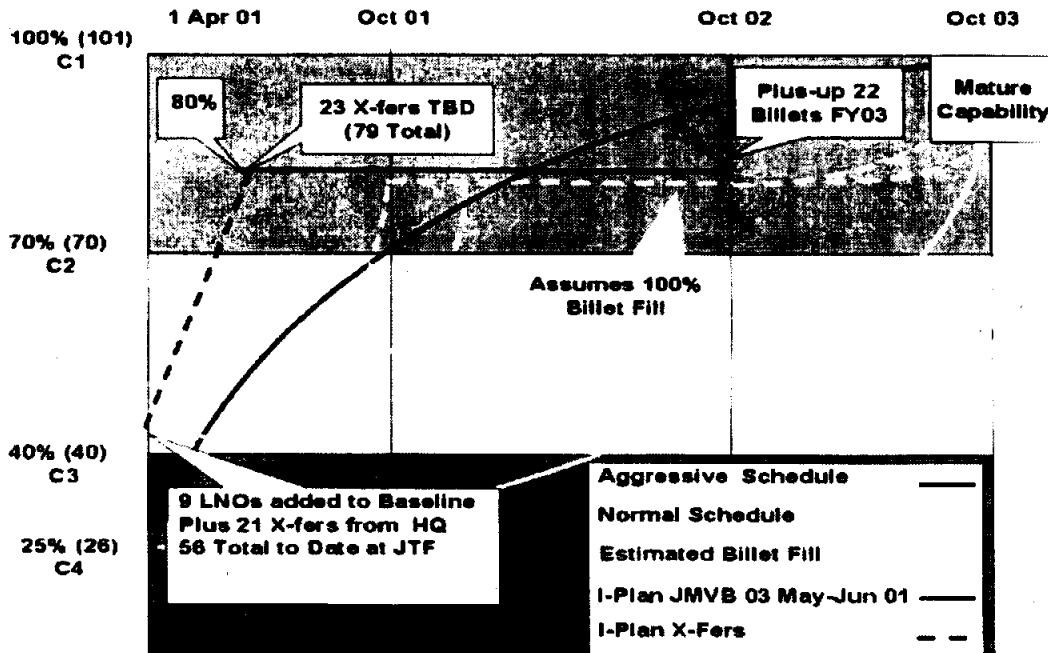 1 Apr 01
Oct 01
Oct 02
Oct 03
100% (101)
C1
80%
23 X-fers TBD
(79 Total)
Plus-up 22
Billets FY03
Mature
Capability
70% (70)
C2
Assumes 100%
Billet Fill
40% (40)
C3
9 LNOs added to Baseline
Plus 21 X-fers from HQ
56 Total to Date at JTF
25% (26)
C4
Aggressive Schedule
Normal Schedule
Estimated Billet Fill
I-Plan JMVB 03 May-Jun 01
I-Plan X-Fers